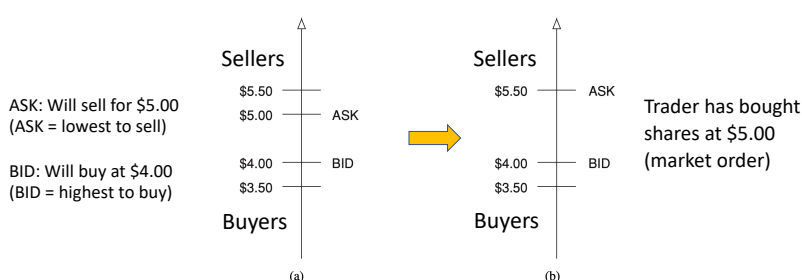 ASK: Will sell for $5.00
(ASK = lowest to sell)
BID: Will buy at $4.00
(BID = highest to buy)
Sellers
$5.50
$5.00 ASK
$4.00 BID
$3.50
Buyers
(a)
Sellers
$5.50 ASK
$4.00 BID
$3.50
Buyers
(b)
Trader has bought
shares at $5.00
(market order)